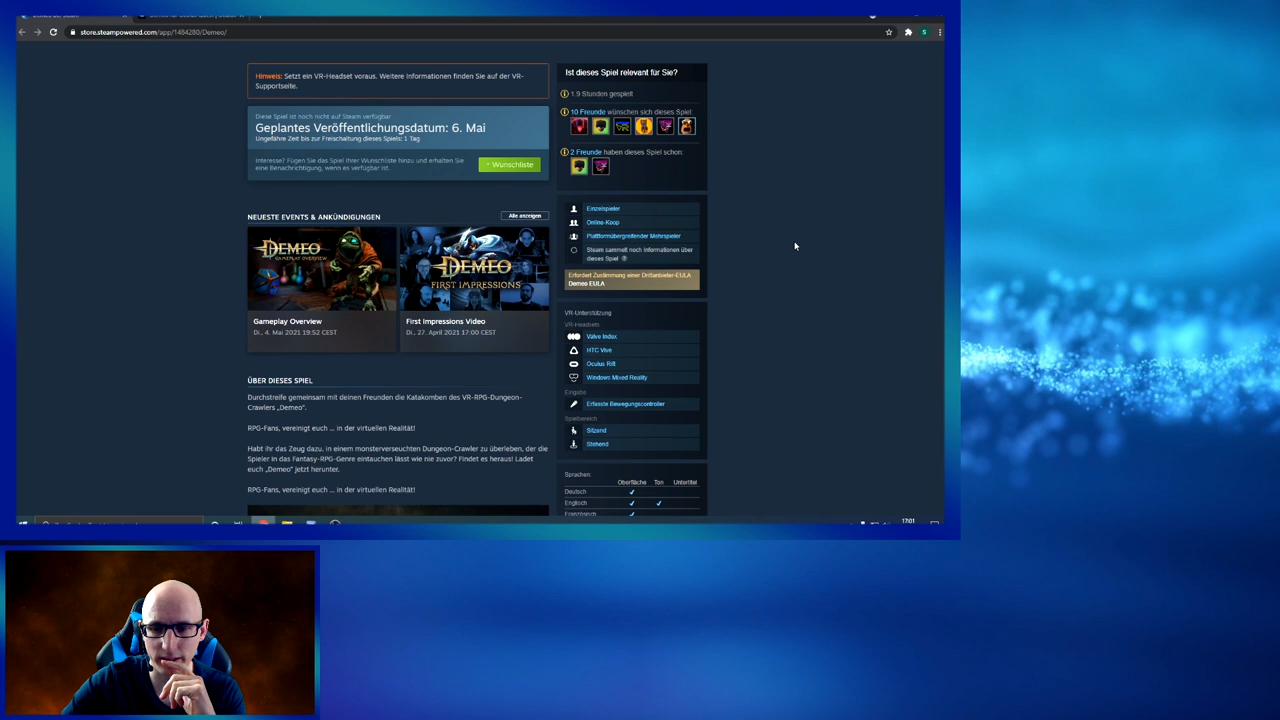 store.steampowered.com/app/1484280/Demeo/
Hinweis: Setzt ein VR-Headset voraus. Weitere Informationen finden Sie auf der VR-
Supportseite.
Diese Spiel ist noch nicht auf Steam verfügbar
Geplantes Veröffentlichungsdatum: 6. Mai
Ungefähre Zeit bis zur Freischaltung dieses Spiels: 1 Tag
Interesse? Fügen Sie das Spiel Ihrer Wunschliste hinzu und erhalten Sie
eine Benachrichtigung, wenn es verfügbar ist.
+ Wunschliste
NEUESTE EVENTS & ANKÜNDIGUNGEN
Alle anzeigen
DEMEO
GAMEPLAY OVERVIEW
DEMEO
FIRST IMPRESSIONS
Gameplay Overview
Di., 4. Mai 2021 19:52 CEST
First Impressions Video
Di., 27. April 2021 17:00 CEST
ÜBER DIESES SPIEL
Durchstreife gemeinsam mit deinen Freunden die Katakomben des VR-RPG-Dungeon-
Crawlers „Demeo".
RPG-Fans, vereinigt euch ... in der virtuellen Realität!
Habt ihr das Zeug dazu, in einem monsterverseuchten Dungeon-Crawler zu überleben, der die
Spieler in das Fantasy-RPG-Genre eintauchen lässt wie nie zuvor? Findet es heraus! Ladet
euch „Demeo" jetzt herunter.
RPG-Fans, vereinigt euch ... in der virtuellen Realität!
Ist dieses Spiel relevant für Sie?
1.9 Stunden gespielt
10 Freunde wünschen sich dieses Spiel:
2 Freunde haben dieses Spiel schon:
Einzelspieler
Online-Koop
Plattformübergreifender Mehrspieler
Steam sammelt noch Informationen über
dieses Spiel
Erfordert Zustimmung einer Drittanbieter-EULA
Demeo EULA
VR-Unterstützung
VR-Headsets
Valve Index
HTC Vive
Oculus Rift
Windows Mixed Reality
Eingabe
Erfasste Bewegungscontroller
Spielbereich
Sitzend
Stehend
Sprachen:
Oberfläche Ton Untertitel
Deutsch ✓
Englisch ✓ ✓
Französisch ✓
17:01